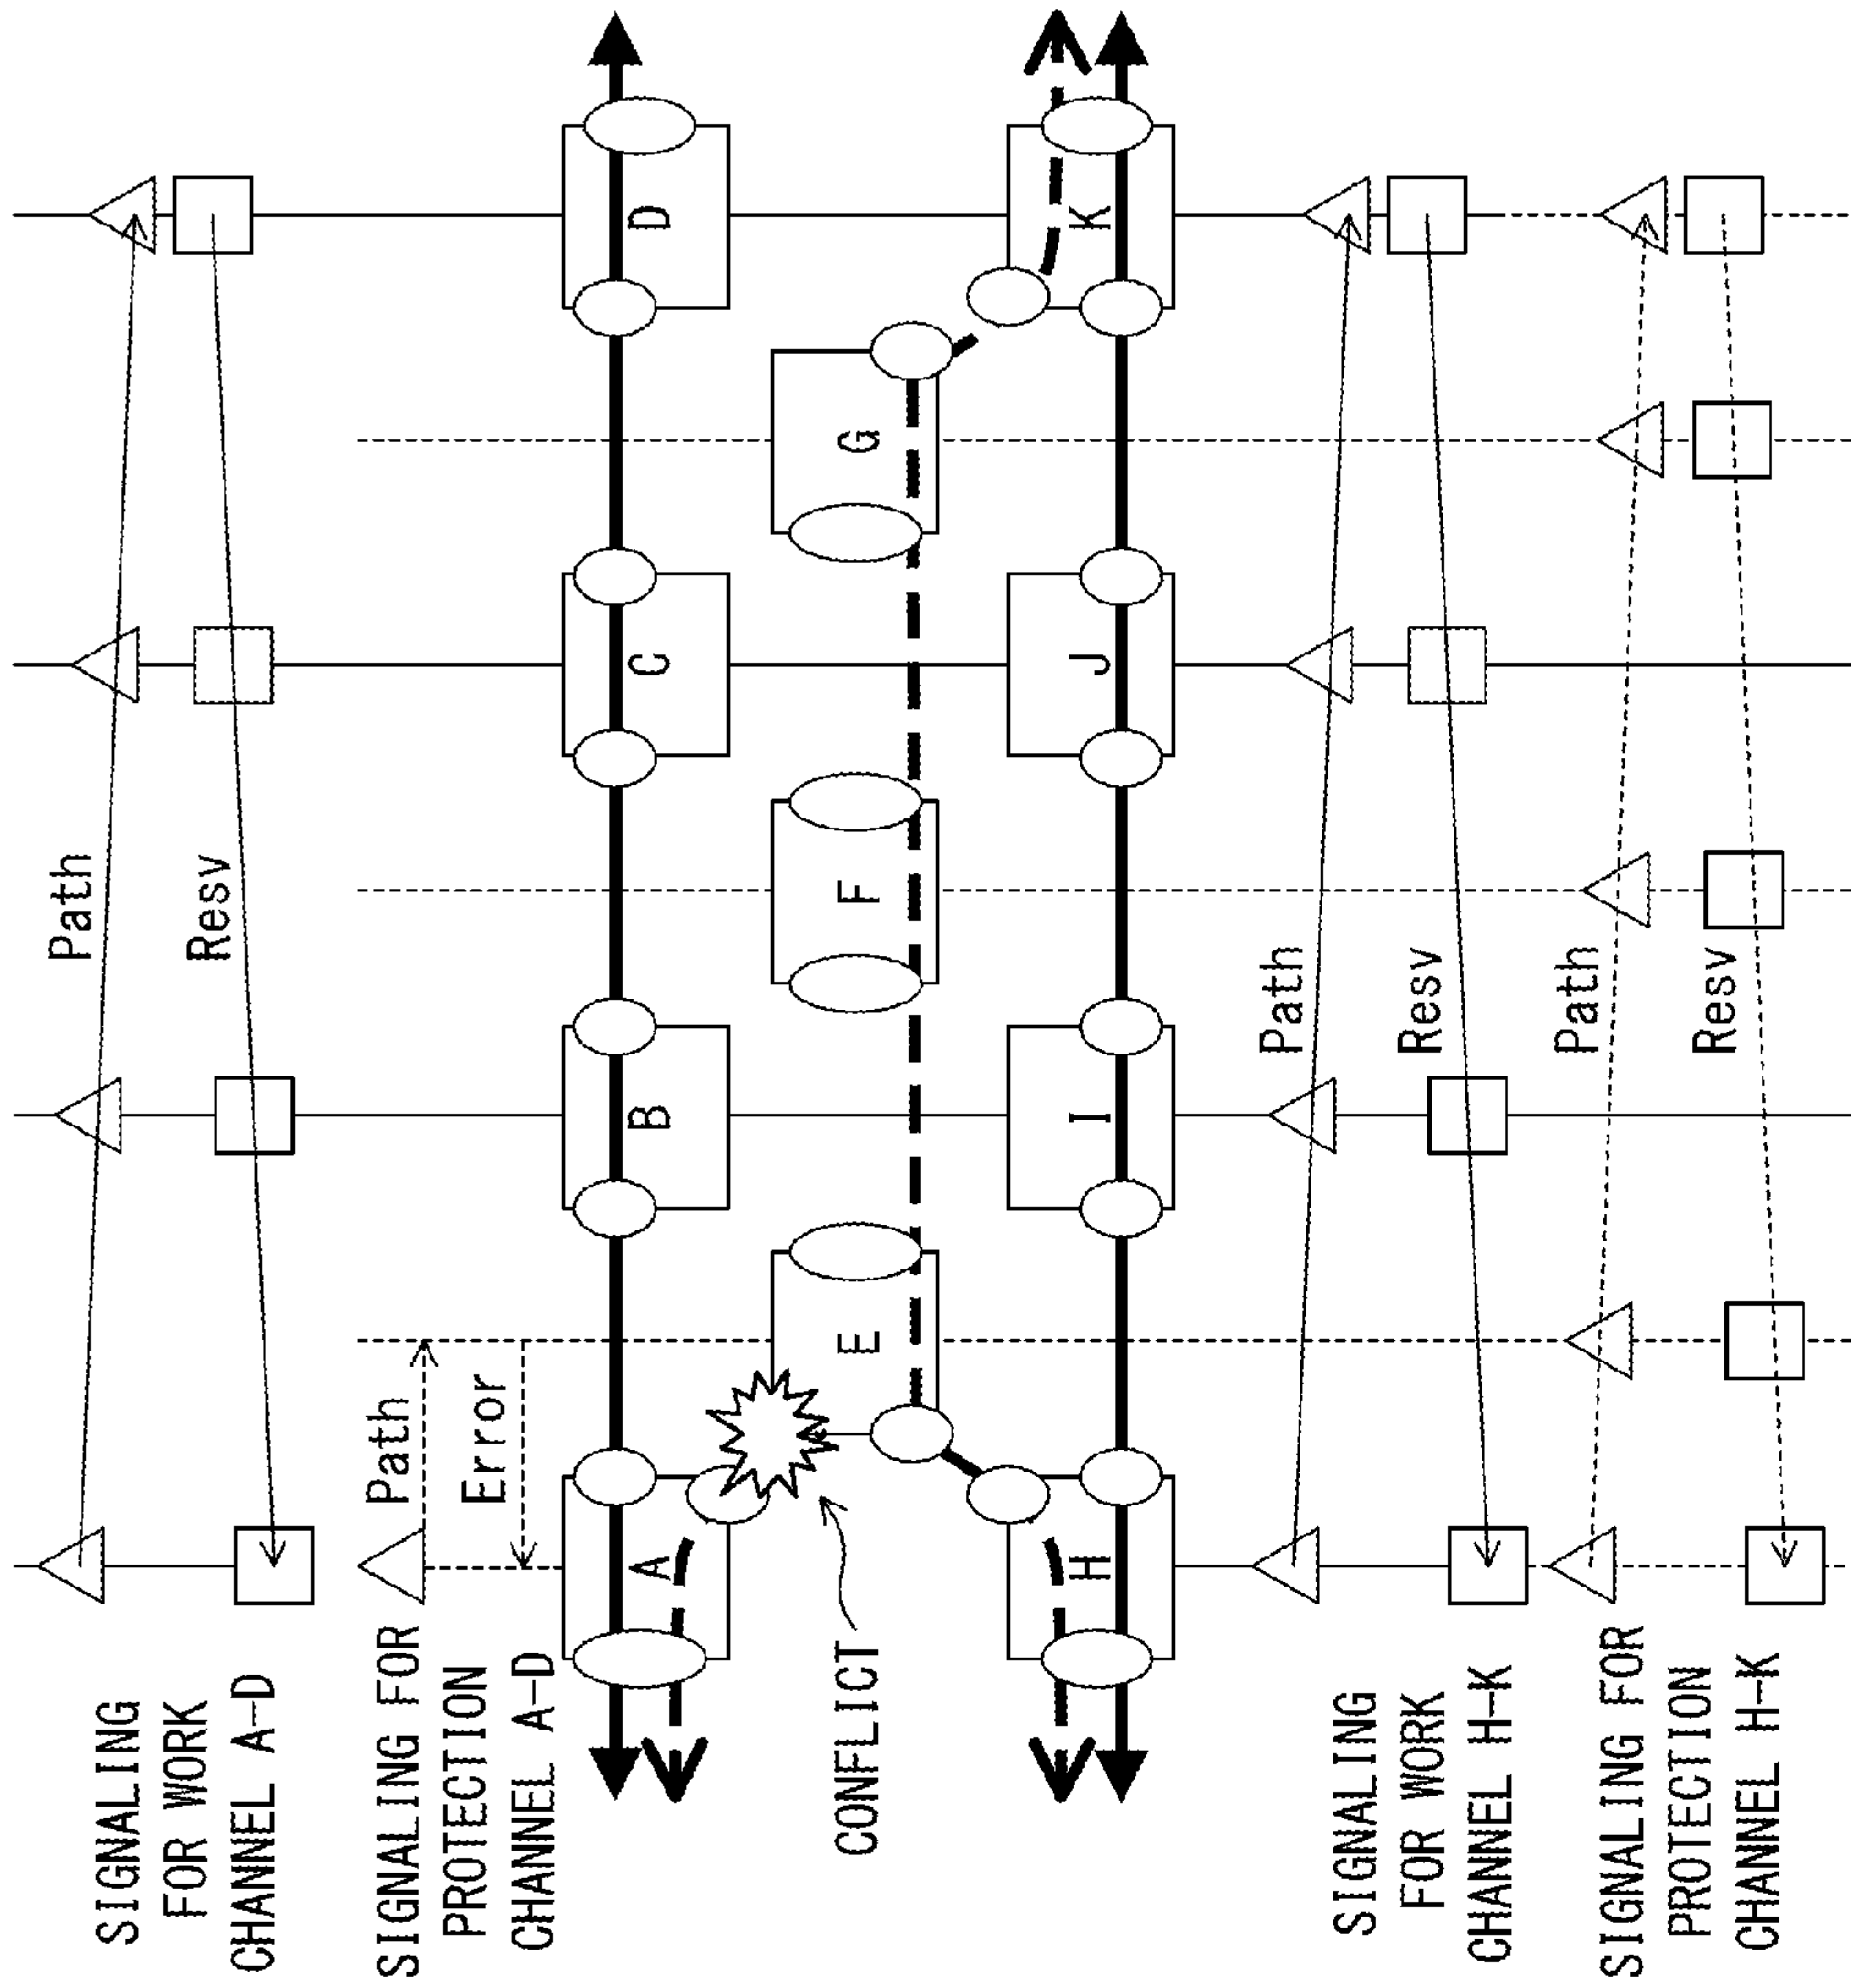 SIGNALING
FOR WORK
CHANNEL A-D
Path
Resv
SIGNALING FOR
PROTECTION
CHANNEL A-D
Path
Error
A
B
C
D
CONFLICT
E
F
G
H
I
J
K
SIGNALING
FOR WORK
CHANNEL H-K
Path
Resv
SIGNALING FOR
PROTECTION
CHANNEL H-K
Path
Resv